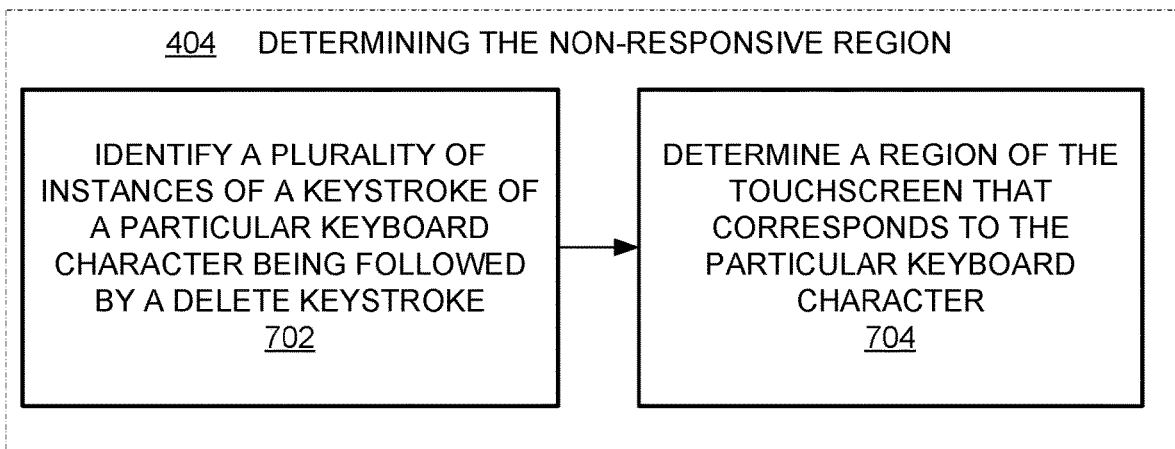 404 DETERMINING THE NON-RESPONSIVE REGION
IDENTIFY A PLURALITY OF
INSTANCES OF A KEYSTROKE OF
A PARTICULAR KEYBOARD
CHARACTER BEING FOLLOWED
BY A DELETE KEYSTROKE
702
DETERMINE A REGION OF THE
TOUCHSCREEN THAT
CORRESPONDS TO THE
PARTICULAR KEYBOARD
CHARACTER
704